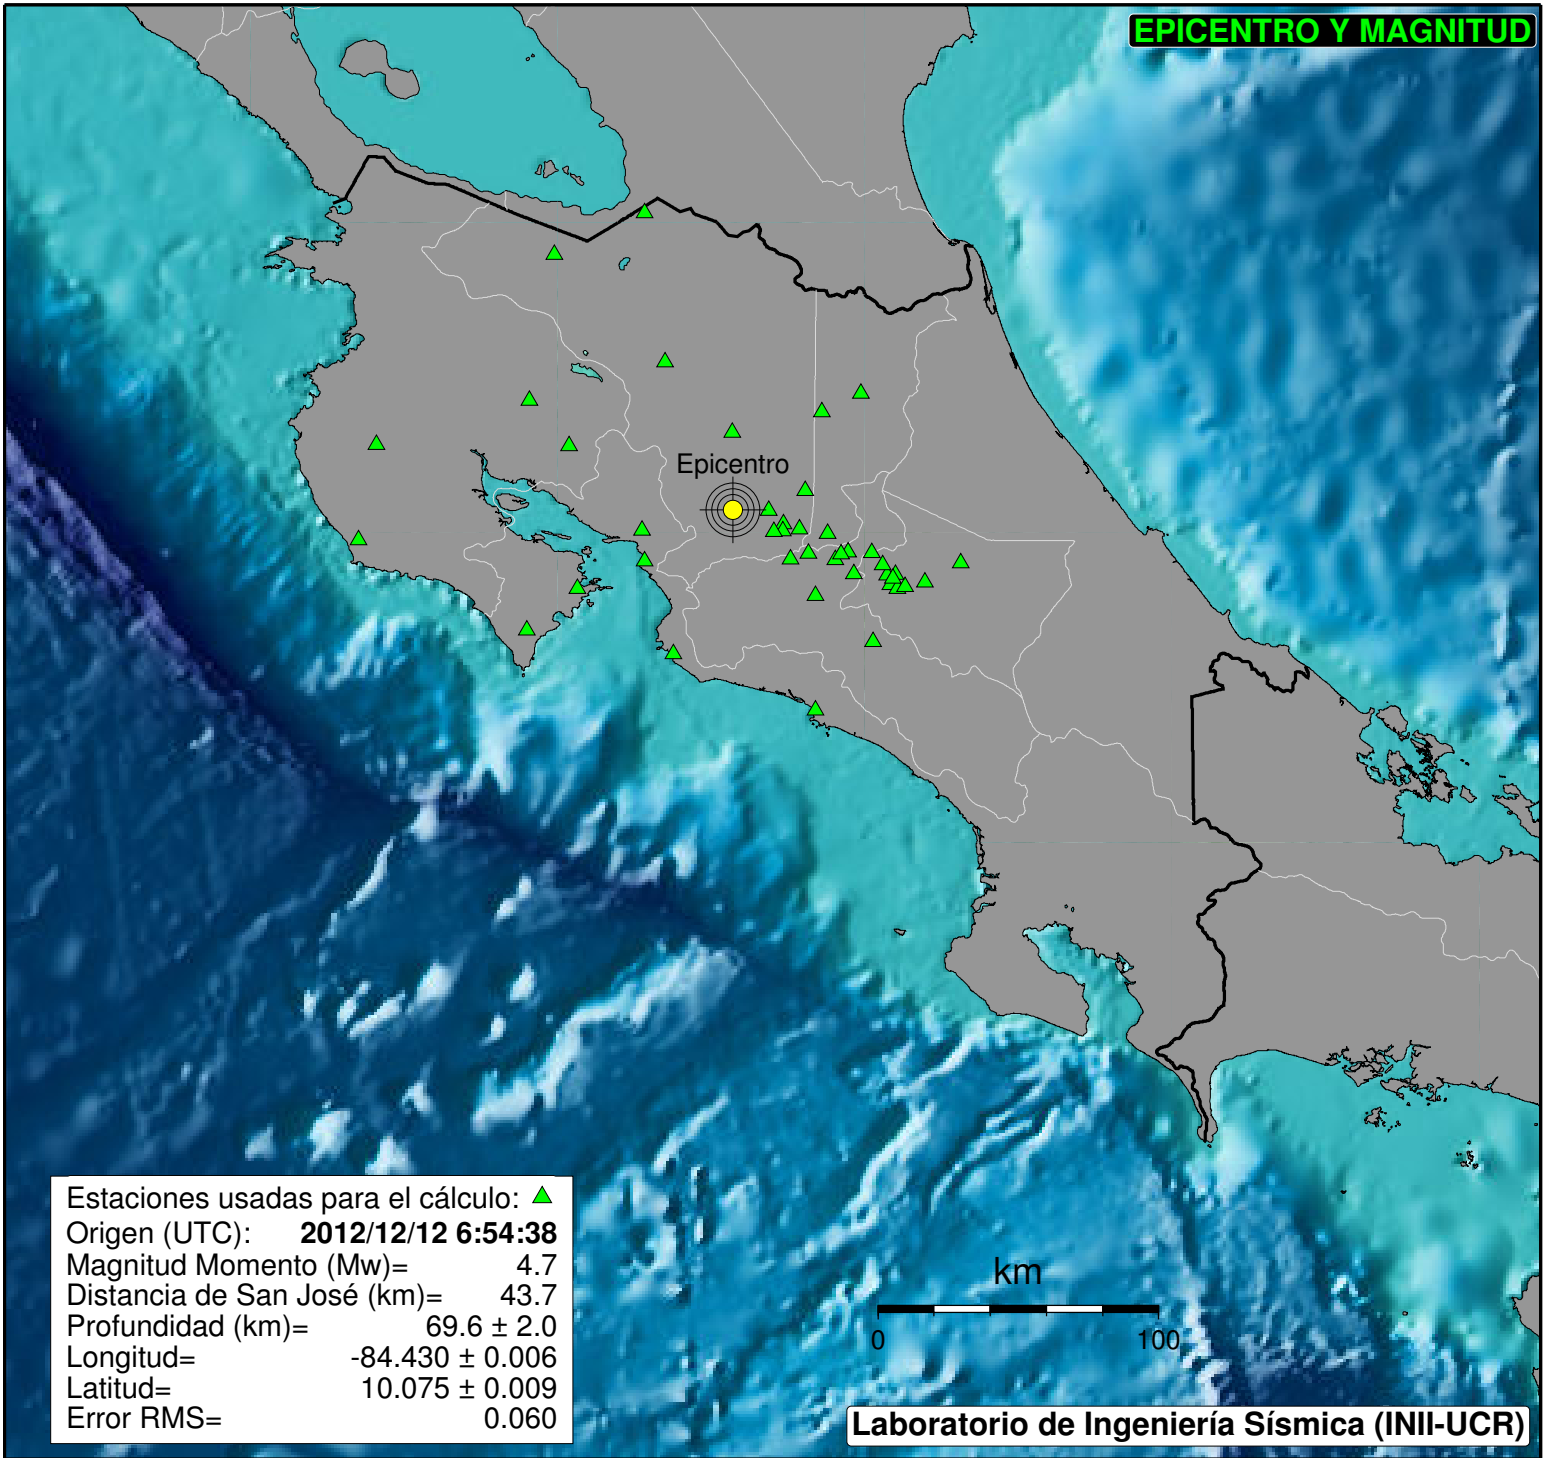 EPICENTRO Y MAGNITUD
Epicentro
Estaciones usadas para el cálculo:
Origen (UTC): 2012/12/12 6:54:38
Magnitud Momento (Mw)= 4.7
Distancia de San José (km)= 43.7
Profundidad (km)= 69.6 ± 2.0
Longitud= -84.430 ± 0.006
Latitud= 10.075 ± 0.009
Error RMS= 0.060
km
0 100
Laboratorio de Ingeniería Sísmica (INII-UCR)